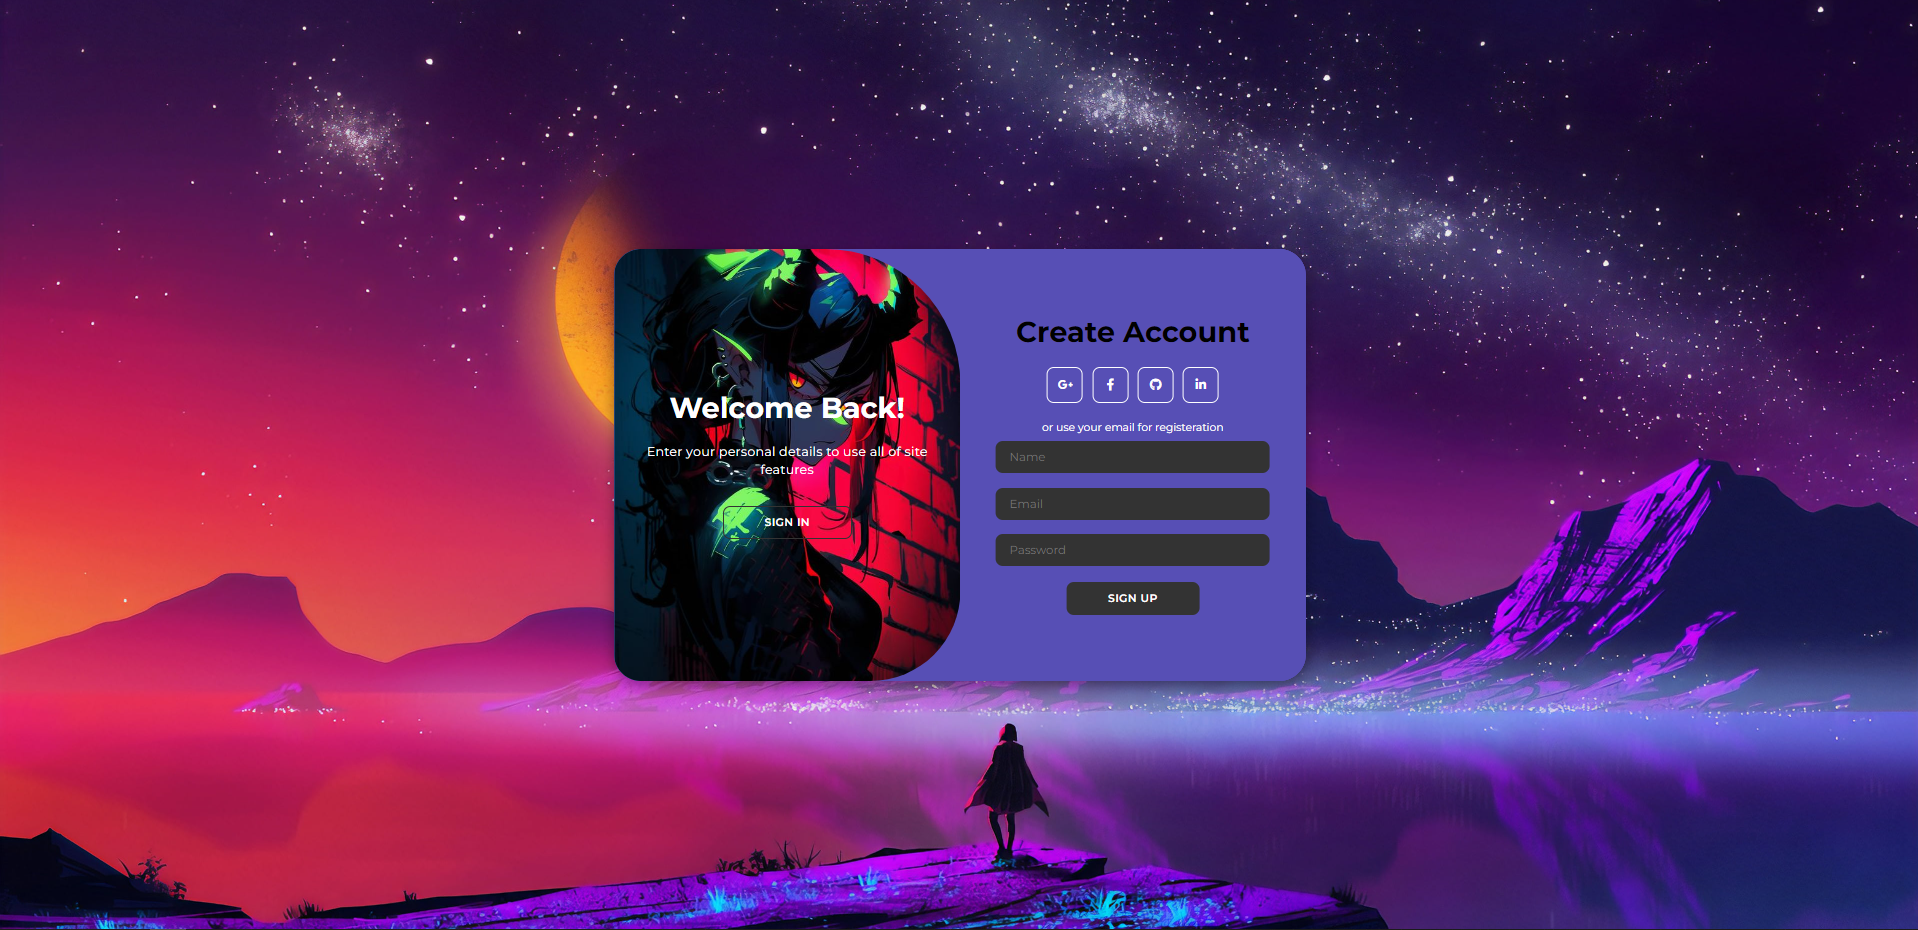 Welcome Back!
Enter your personal details to use all of site
features
SIGN IN
Create Account
G+
f
in
or use your email for registeration
Name
Email
Password
SIGN UP